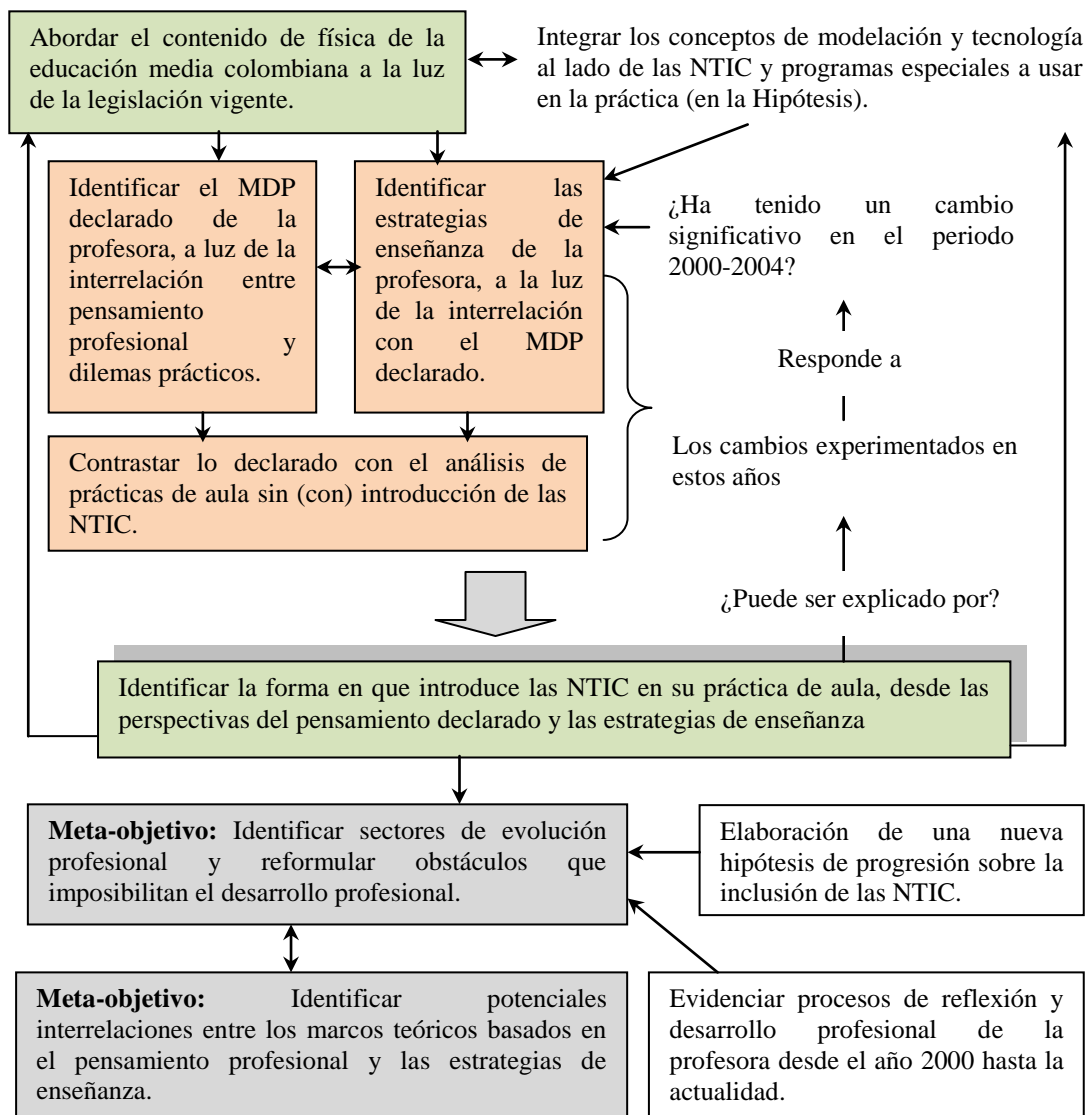 Abordar el contenido de física de la
educación media colombiana a la luz
de la legislación vigente.
Integrar los conceptos de modelación y tecnología
al lado de las NTIC y programas especiales a usar
en la práctica (en la Hipótesis).
Identificar el MDP
declarado de la
profesora, a luz de la
interrelación entre
pensamiento
profesional y
dilemas prácticos.
Identificar las
estrategias de
enseñanza de la
profesora, a la luz
de la interrelación
con el MDP
declarado.
¿Ha tenido un cambio
significativo en el periodo
2000-2004?
Responde a
Los cambios experimentados en
estos años
Contrastar lo declarado con el análisis de
prácticas de aula sin (con) introducción de las
NTIC.
¿Puede ser explicado por?
Identificar la forma en que introduce las NTIC en su práctica de aula, desde las
perspectivas del pensamiento declarado y las estrategias de enseñanza
Meta-objetivo: Identificar sectores de evolución
profesional y reformular obstáculos que
imposibilitan el desarrollo profesional.
Elaboración de una nueva
hipótesis de progresión sobre la
inclusión de las NTIC.
Meta-objetivo: Identificar potenciales
interrelaciones entre los marcos teóricos basados en
el pensamiento profesional y las estrategias de
enseñanza.
Evidenciar procesos de reflexión y
desarrollo profesional de la
profesora desde el año 2000 hasta la
actualidad.